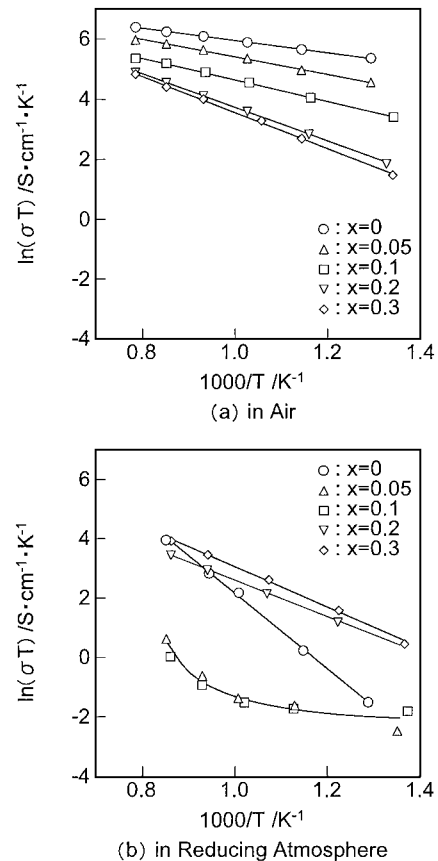 6
4
2
0
-2
-4
ln(σT) /S·cm⁻¹·K⁻¹
○ : x=0
△ : x=0.05
□ : x=0.1
▽ : x=0.2
◇ : x=0.3
0.8 1.0 1.2 1.4
1000/T /K⁻¹
(a) in Air
6
4
2
0
-2
-4
ln(σT) /S·cm⁻¹·K⁻¹
○ : x=0
△ : x=0.05
□ : x=0.1
▽ : x=0.2
◇ : x=0.3
0.8 1.0 1.2 1.4
1000/T /K⁻¹
(b) in Reducing Atmosphere